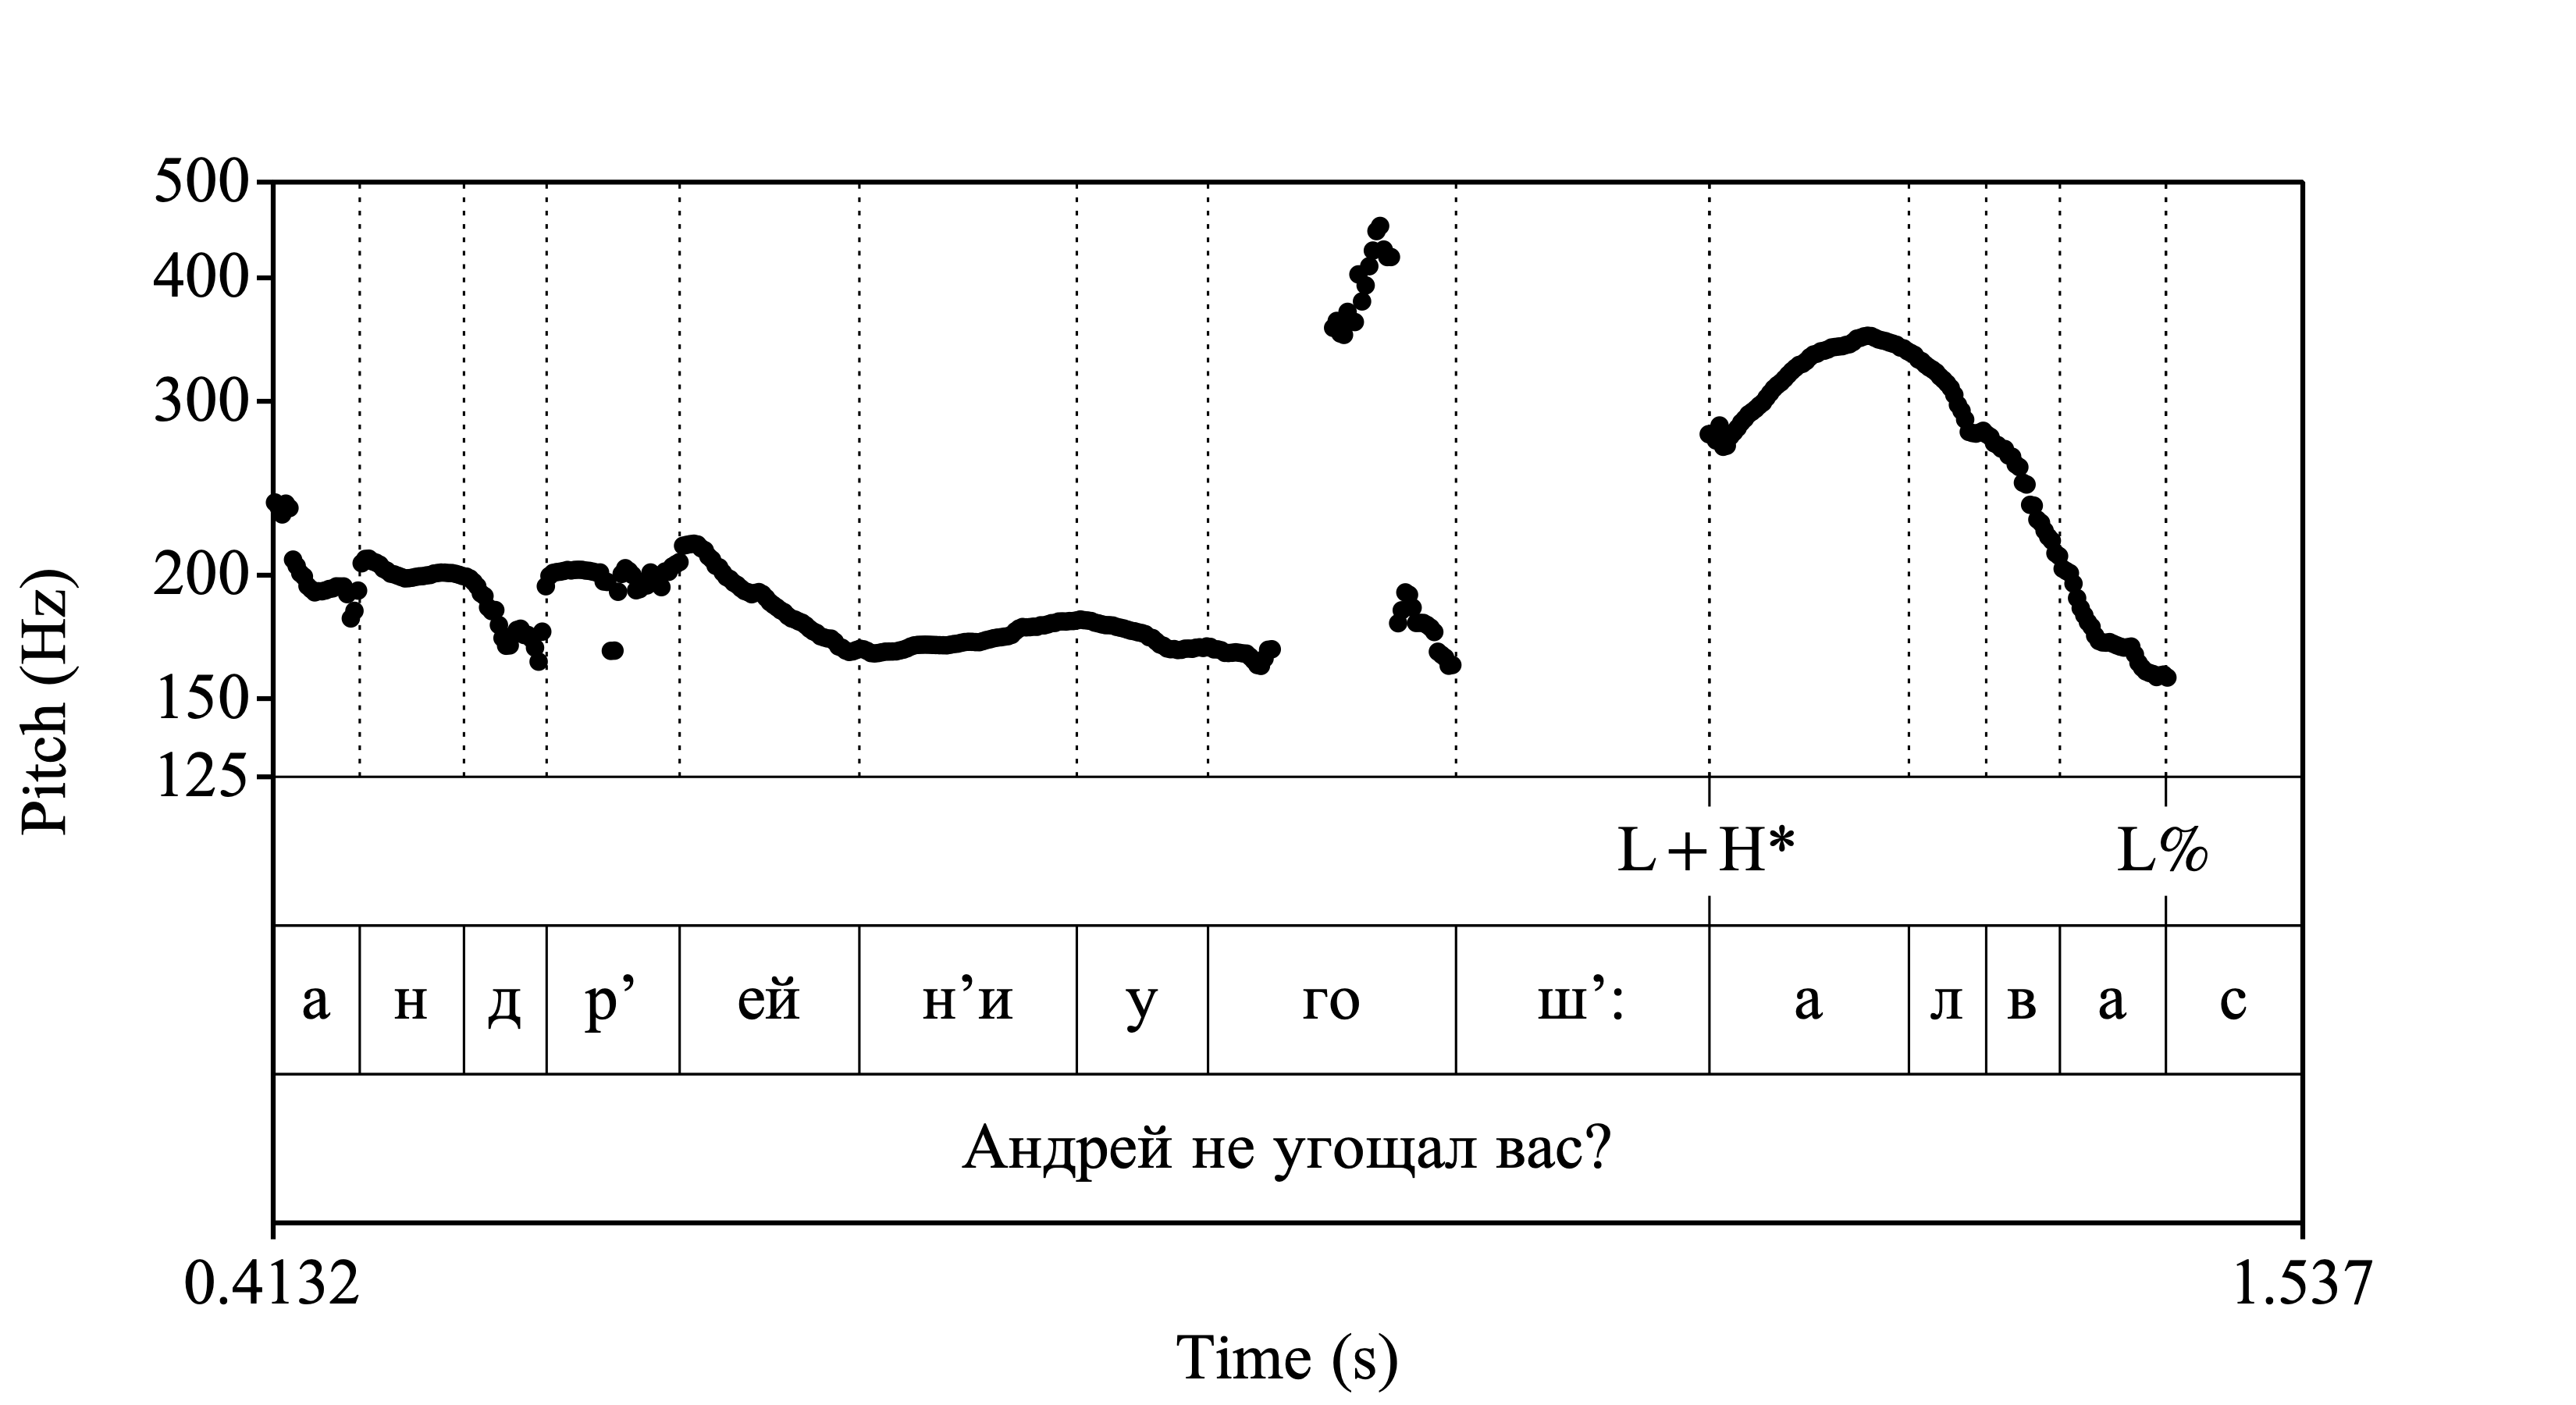 500
400
300
200
150
125
Pitch (Hz)
L+H* L%
а н д р’ ей н’и у го ш’: а л в а с
Андрей не угощал вас?
0.4132 1.537
Time (s)